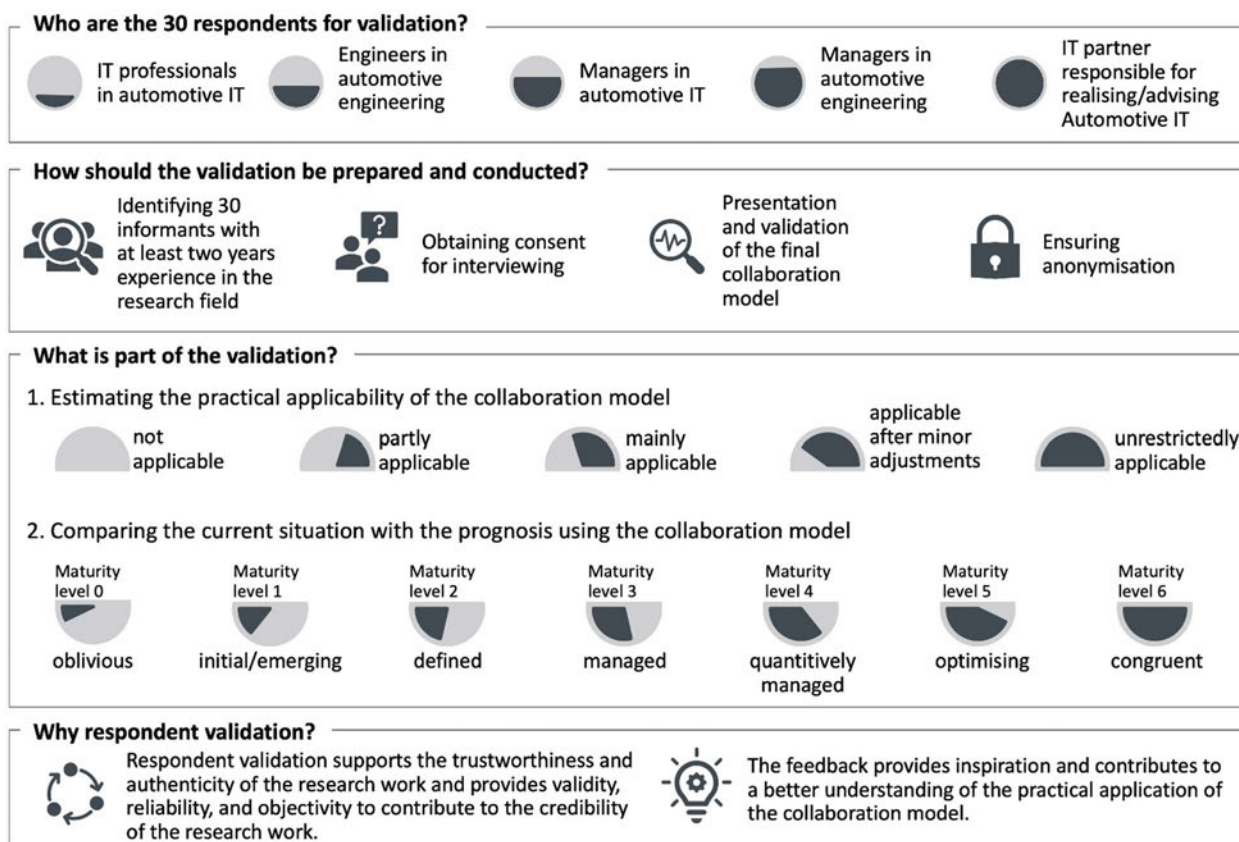 Who are the 30 respondents for validation?
IT professionals
in automotive IT
Engineers in
automotive
engineering
Managers in
automotive IT
Managers in
automotive
engineering
IT partner
responsible for
realising/advising
Automotive IT
How should the validation be prepared and conducted?
Identifying 30
informants with
at least two years
experience in the
research field
?
Obtaining consent
for interviewing
Presentation
and validation
of the final
collaboration
model
Ensuring
anonymisation
What is part of the validation?
1. Estimating the practical applicability of the collaboration model
not
applicable
partly
applicable
mainly
applicable
applicable
after minor
adjustments
unrestrictedly
applicable
2. Comparing the current situation with the prognosis using the collaboration model
Maturity
level 0
oblivious
Maturity
level 1
initial/emerging
Maturity
level 2
defined
Maturity
level 3
managed
Maturity
level 4
quantitively
managed
Maturity
level 5
optimising
Maturity
level 6
congruent
Why respondent validation?
Respondent validation supports the trustworthiness and
authenticity of the research work and provides validity,
reliability, and objectivity to contribute to the credibility
of the research work.
The feedback provides inspiration and contributes to
a better understanding of the practical application of
the collaboration model.